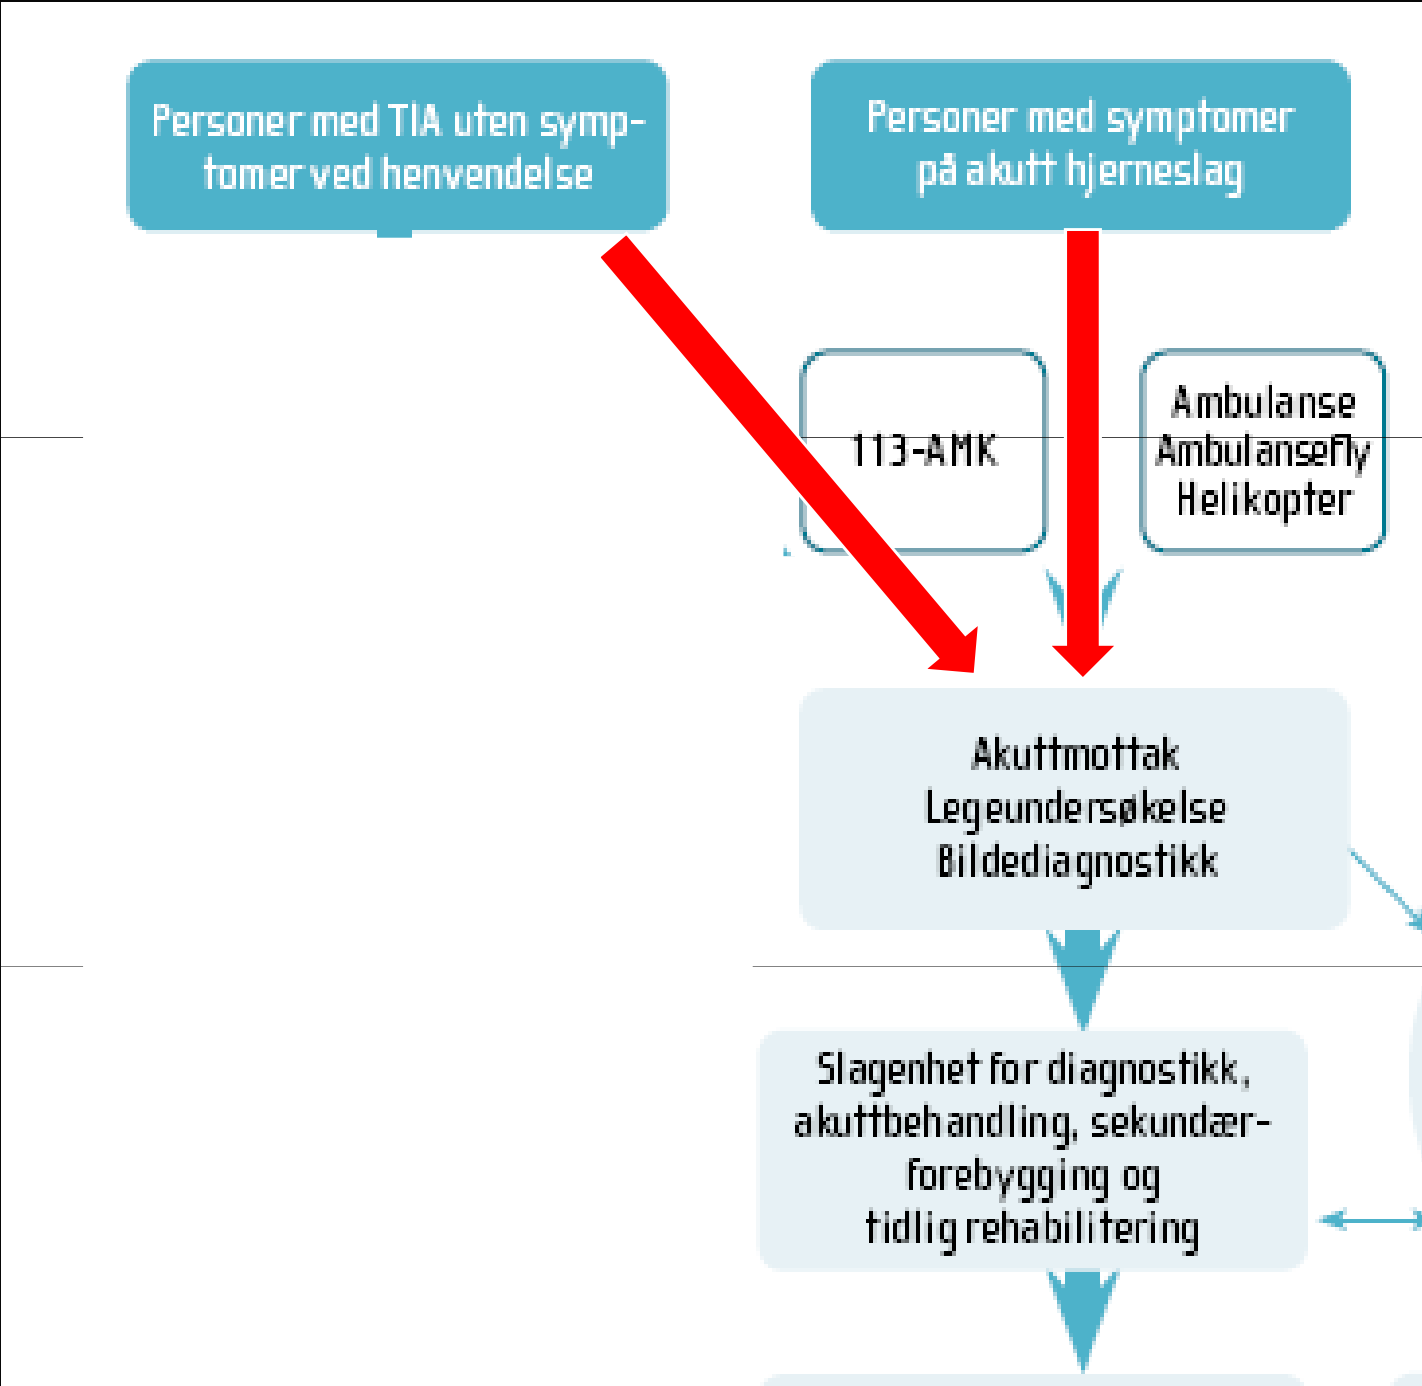 Personer med TIA uten symp-
tomer ved henvendelse
Personer med symptomer
på akutt hjerneslag
113-AMK
Ambulanse
Ambulansefly
Helikopter
Akuttmottak
Legeundersøkelse
Bildediagnostikk
Slagenhet for diagnostikk,
akuttbehandling, sekundær-
forebygging og
tidlig rehabilitering